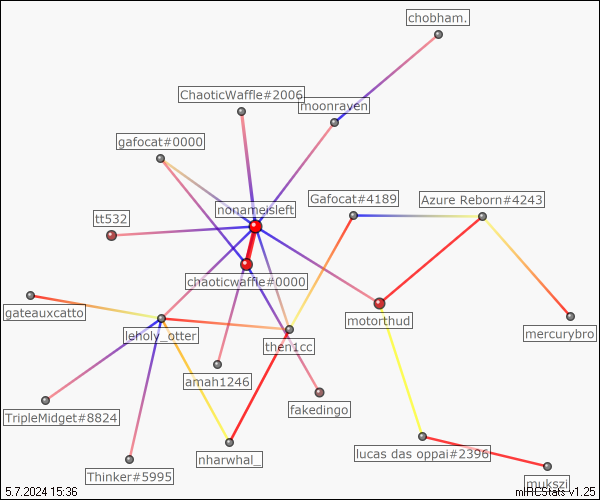 chobham.
ChaoticWaffle#2006
moonraven
gafocat#0000
Gafocat#4189
Azure Reborn#4243
nonameisleft
tt532
chaoticwaffle#0000
gateauxcatto
motorthud
leholy_otter
mercurybro
then1cc
amah1246
fakedingo
TripleMidget#8824
nharwhal_
lucas das oppai#2396
Thinker#5995
mukszi
5.7.2024 15:36
mIRCStats v1.25